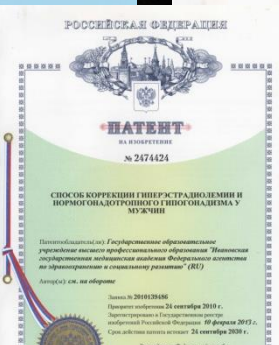 РОССИЙСКАЯ ФЕДЕРАЦИЯ
ПАТЕНТ
НА ИЗОБРЕТЕНИЕ
№ 2474424
СПОСОБ КОРРЕКЦИИ ГИПЕРЭСТРАДИОЛЕМИИ И
НОРМОГОНАДОТРОПНОГО ГИПОГОНАДИЗМА У
МУЖЧИН
Патентообладатель(ли): Государственное образовательное
учреждение высшего профессионального образования "Ивановская
государственная медицинская академия Федерального агентства
по здравоохранению и социальному развитию" (RU)
Автор(ы): см. на обороте
Заявка № 2010139486
Приоритет изобретения 24 сентября 2010 г.
Зарегистрировано в Государственном реестре
изобретений Российской Федерации 10 февраля 2013 г.
Срок действия патента истекает 24 сентября 2030 г.